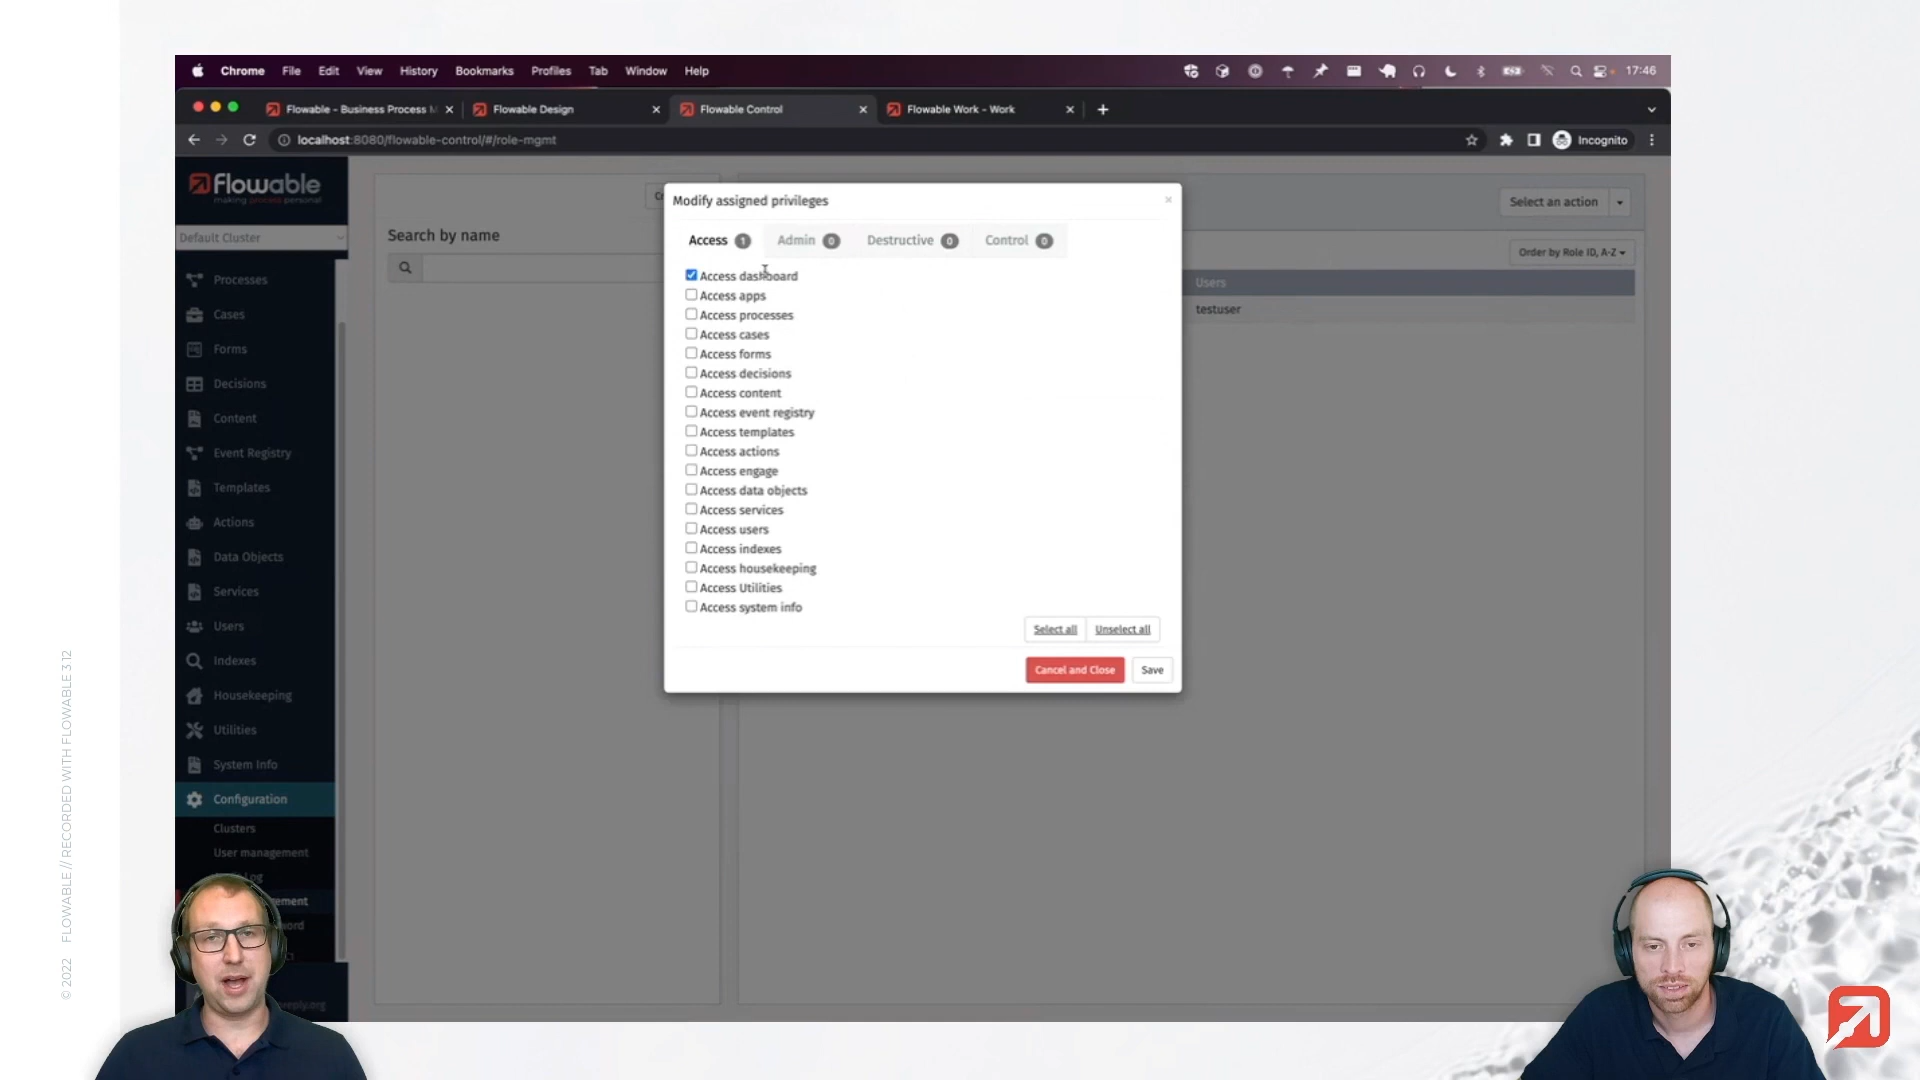 Chrome File Edit View History Bookmarks Profiles Tab Window Help 17:46
Flowable - Business Process M
Flowable Design
Flowable Control
Flowable Work - Work
localhost:8080/flowable-control/#/role-mgmt
Incognito
Flowable
making process personal
Default Cluster
Processes
Cases
Forms
Decisions
Content
Event Registry
Templates
Actions
Data Objects
Services
Users
Indexes
Housekeeping
Utilities
System Info
Configuration
Clusters
User management
Search by name
Modify assigned privileges
Access 1
Admin 0
Destructive 0
Control 0
Access dashboard
Access apps
Access processes
Access cases
Access forms
Access decisions
Access content
Access event registry
Access templates
Access actions
Access engage
Access data objects
Access services
Access users
Access indexes
Access housekeeping
Access Utilities
Access system info
Select all
Unselect all
Cancel and Close
Save
Select an action
Order by Role ID, A-Z
Users
testuser
© 2022 FLOWABLE // RECORDED WITH FLOWABLE 3.12